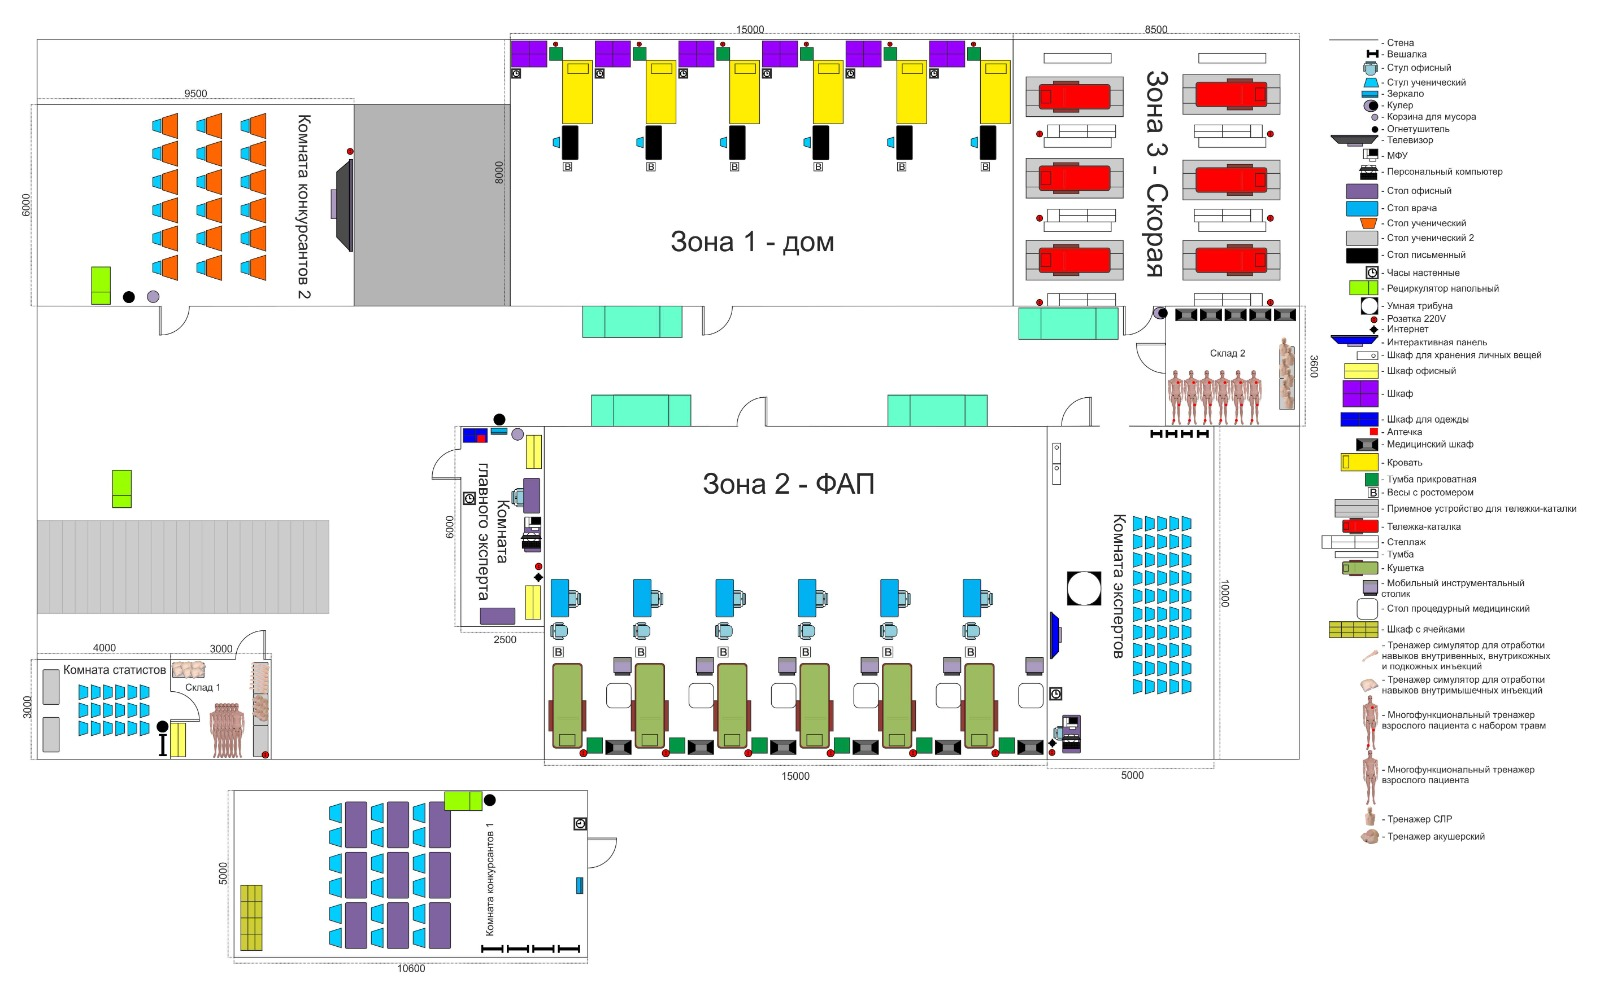 15000
8500
9500
6000
Комната конкурсантов 2
8000
Зона 1 - дом
В
В
В
В
В
В
Зона 3 - Скорая
Склад 2
3600
Комната
главного эксперта
6000
2500
Зона 2 - ФАП
В
В
В
В
В
В
Комната экспертов
10000
15000
5000
4000
3000
3000
Комната статистов
Склад 1
5000
Комната конкурсантов 1
10600
- Стена
- Вешалка
- Стул офисный
- Стул ученический
- Зеркало
- Кулер
- Корзина для мусора
- Огнетушитель
- Телевизор
- МФУ
- Персональный компьютер
- Стол офисный
- Стол врача
- Стол ученический
- Стол ученический 2
- Стол письменный
- Часы настенные
- Рециркулятор напольный
- Умная трибуна
- Розетка 220V
- Интернет
- Интерактивная панель
- Шкаф для хранения личных вещей
- Шкаф офисный
- Шкаф
- Шкаф для одежды
- Аптечка
- Медицинский шкаф
- Кровать
- Тумба прикроватная
В - Весы с ростомером
- Приемное устройство для тележки-каталки
- Тележка-каталка
- Стеллаж
- Тумба
- Кушетка
- Мобильный инструментальный
столик
- Стол процедурный медицинский
- Шкаф с ячейками
- Тренажер симулятор для отработки
навыков внутривенных, внутрикожных
и подкожных инъекций
- Тренажер симулятор для отработки
навыков внутримышечных инъекций
- Многофункциональный тренажер
взрослого пациента с набором травм
- Многофункциональный тренажер
взрослого пациента
- Тренажер СЛР
- Тренажер акушерский